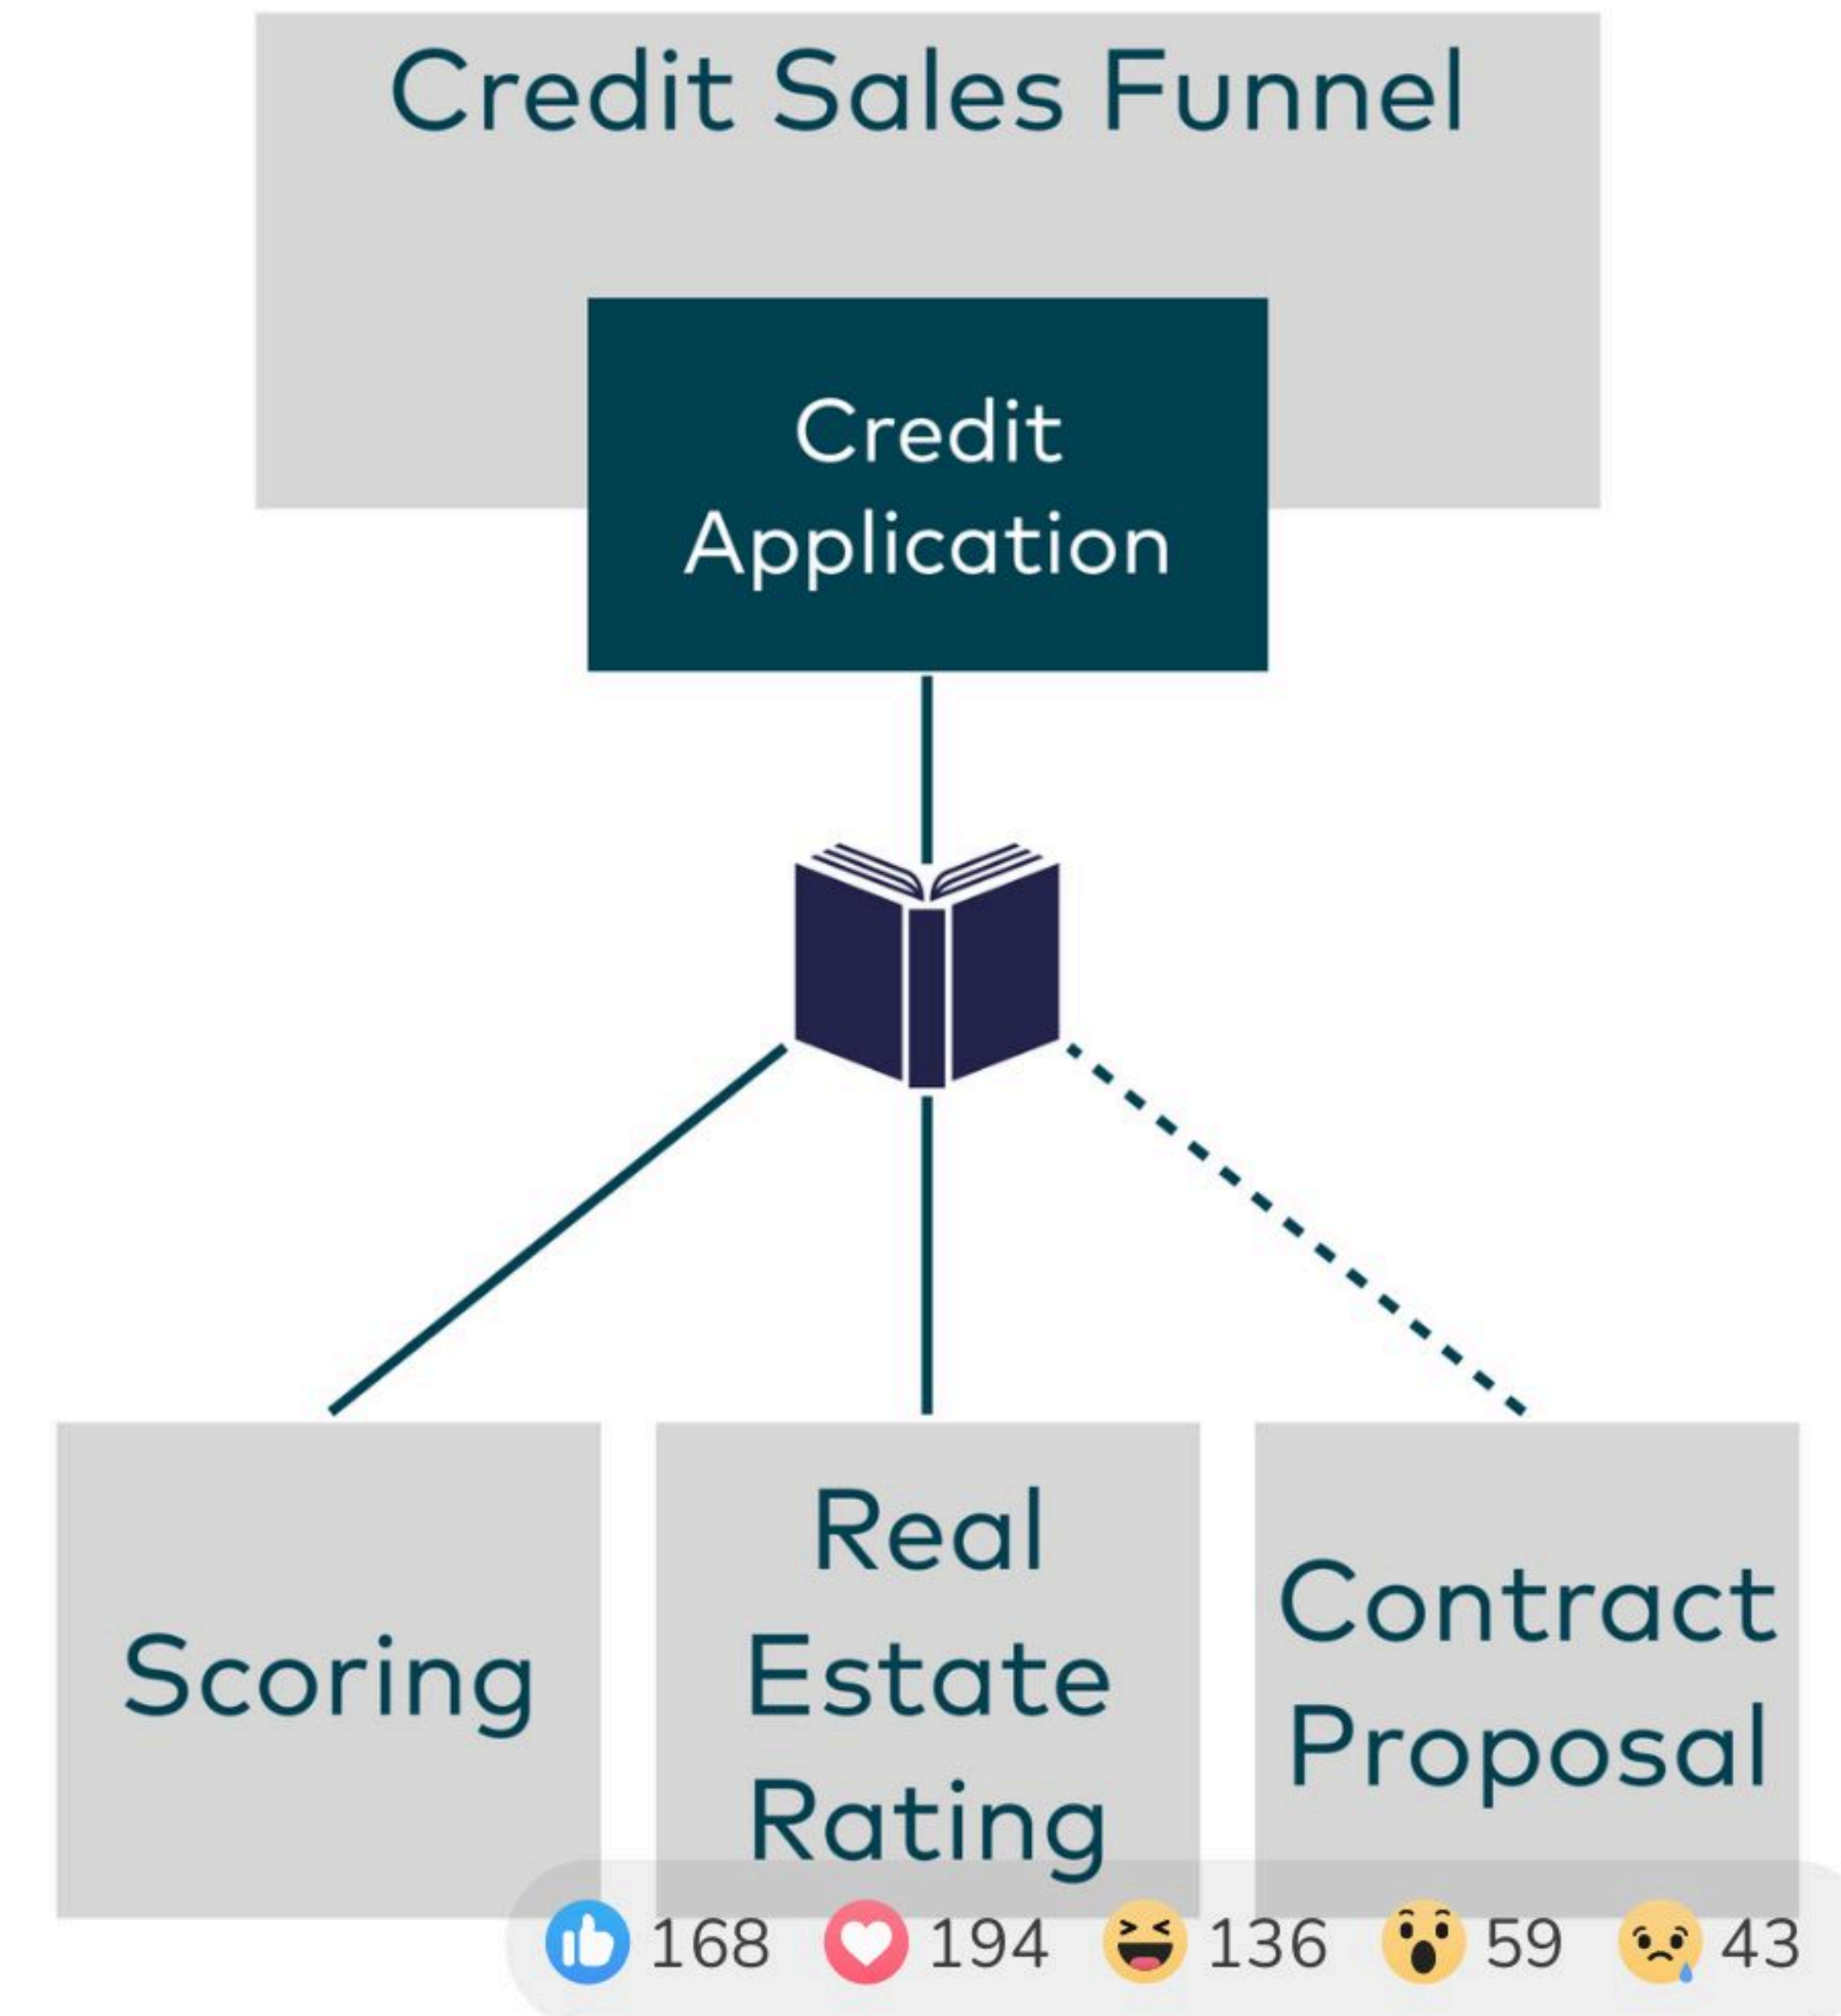 Credit Sales Funnel
Credit
Application
Scoring
Real
Estate
Rating
Contract
Proposal
168 194 136 59 43